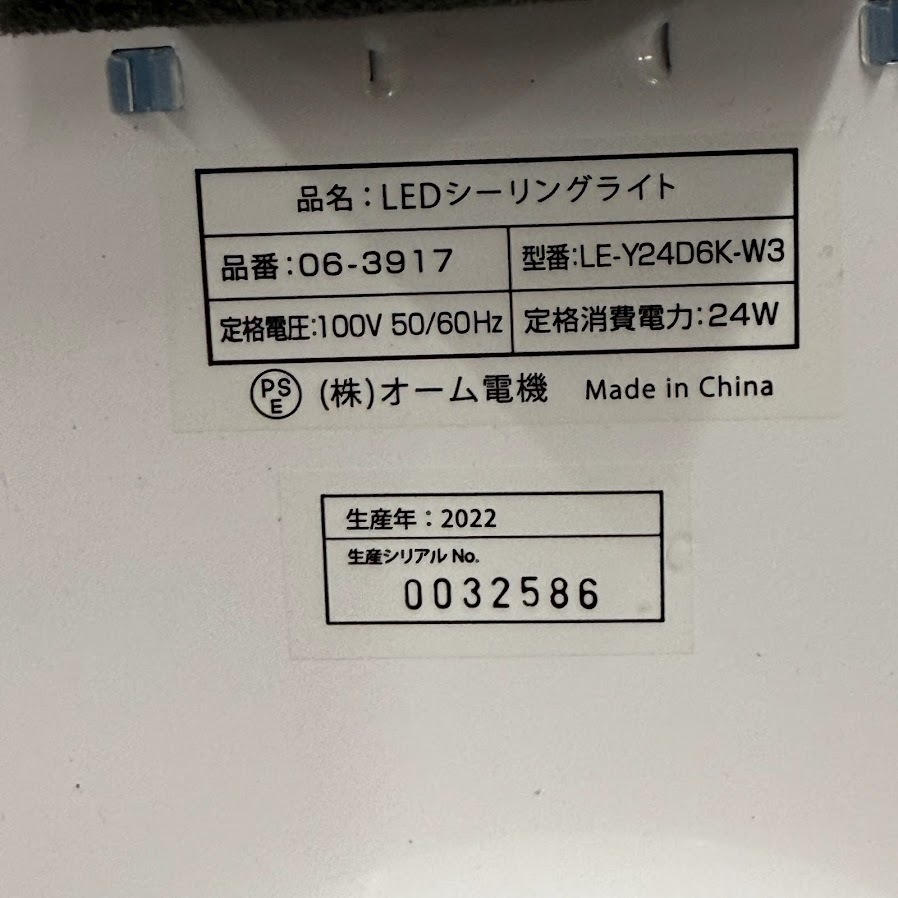 品名：LEDシーリングライト
品番：06-3917 型番：LE-Y24D6K-W3
定格電圧：100V 50/60Hz 定格消費電力：24W
PSE (株)オーム電機 Made in China
生産年：2022
生産シリアル No.
0032586